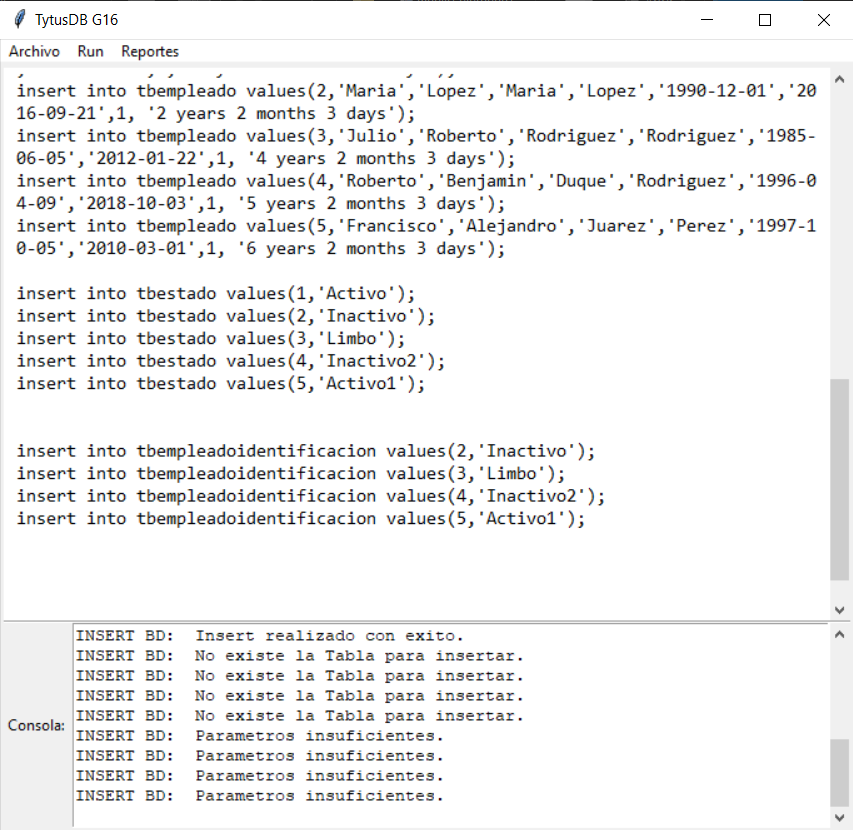 TytusDB G16
Archivo Run Reportes
insert into tbempleado values(2,'Maria','Lopez','Maria','Lopez','1990-12-01','20
16-09-21',1, '2 years 2 months 3 days');
insert into tbempleado values(3,'Julio','Roberto','Rodriguez','Rodriguez','1985-
06-05','2012-01-22',1, '4 years 2 months 3 days');
insert into tbempleado values(4,'Roberto','Benjamin','Duque','Rodriguez','1996-0
4-09','2018-10-03',1, '5 years 2 months 3 days');
insert into tbempleado values(5,'Francisco','Alejandro','Juarez','Perez','1997-1
0-05','2010-03-01',1, '6 years 2 months 3 days');
insert into tbestado values(1,'Activo');
insert into tbestado values(2,'Inactivo');
insert into tbestado values(3,'Limbo');
insert into tbestado values(4,'Inactivo2');
insert into tbestado values(5,'Activo1');
insert into tbempleadoidentificacion values(2,'Inactivo');
insert into tbempleadoidentificacion values(3,'Limbo');
insert into tbempleadoidentificacion values(4,'Inactivo2');
insert into tbempleadoidentificacion values(5,'Activo1');
Consola:
INSERT BD:  Insert realizado con exito.
INSERT BD:  No existe la Tabla para insertar.
INSERT BD:  No existe la Tabla para insertar.
INSERT BD:  No existe la Tabla para insertar.
INSERT BD:  No existe la Tabla para insertar.
INSERT BD:  Parametros insuficientes.
INSERT BD:  Parametros insuficientes.
INSERT BD:  Parametros insuficientes.
INSERT BD:  Parametros insuficientes.